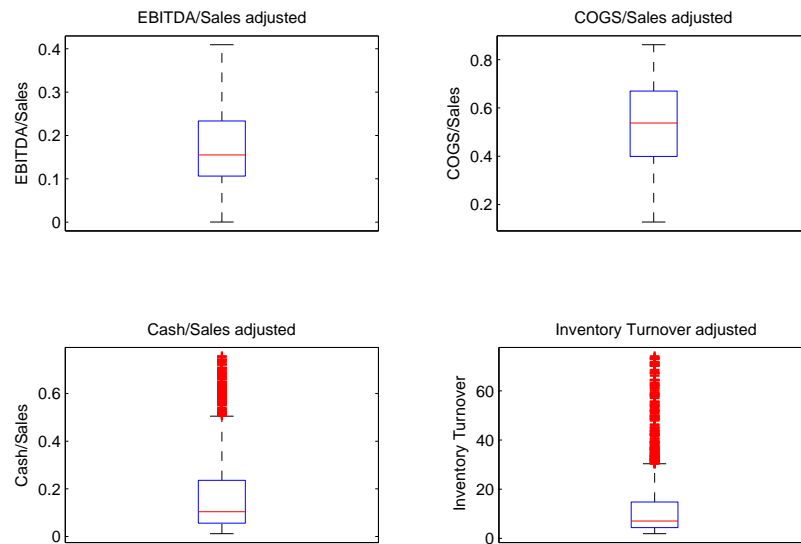 EBITDA/Sales adjusted
0.4
0.3
0.2
0.1
0
EBITDA/Sales
COGS/Sales adjusted
0.8
0.6
0.4
0.2
COGS/Sales
Cash/Sales adjusted
0.6
0.4
0.2
0
Cash/Sales
Inventory Turnover adjusted
60
40
20
0
Inventory Turnover